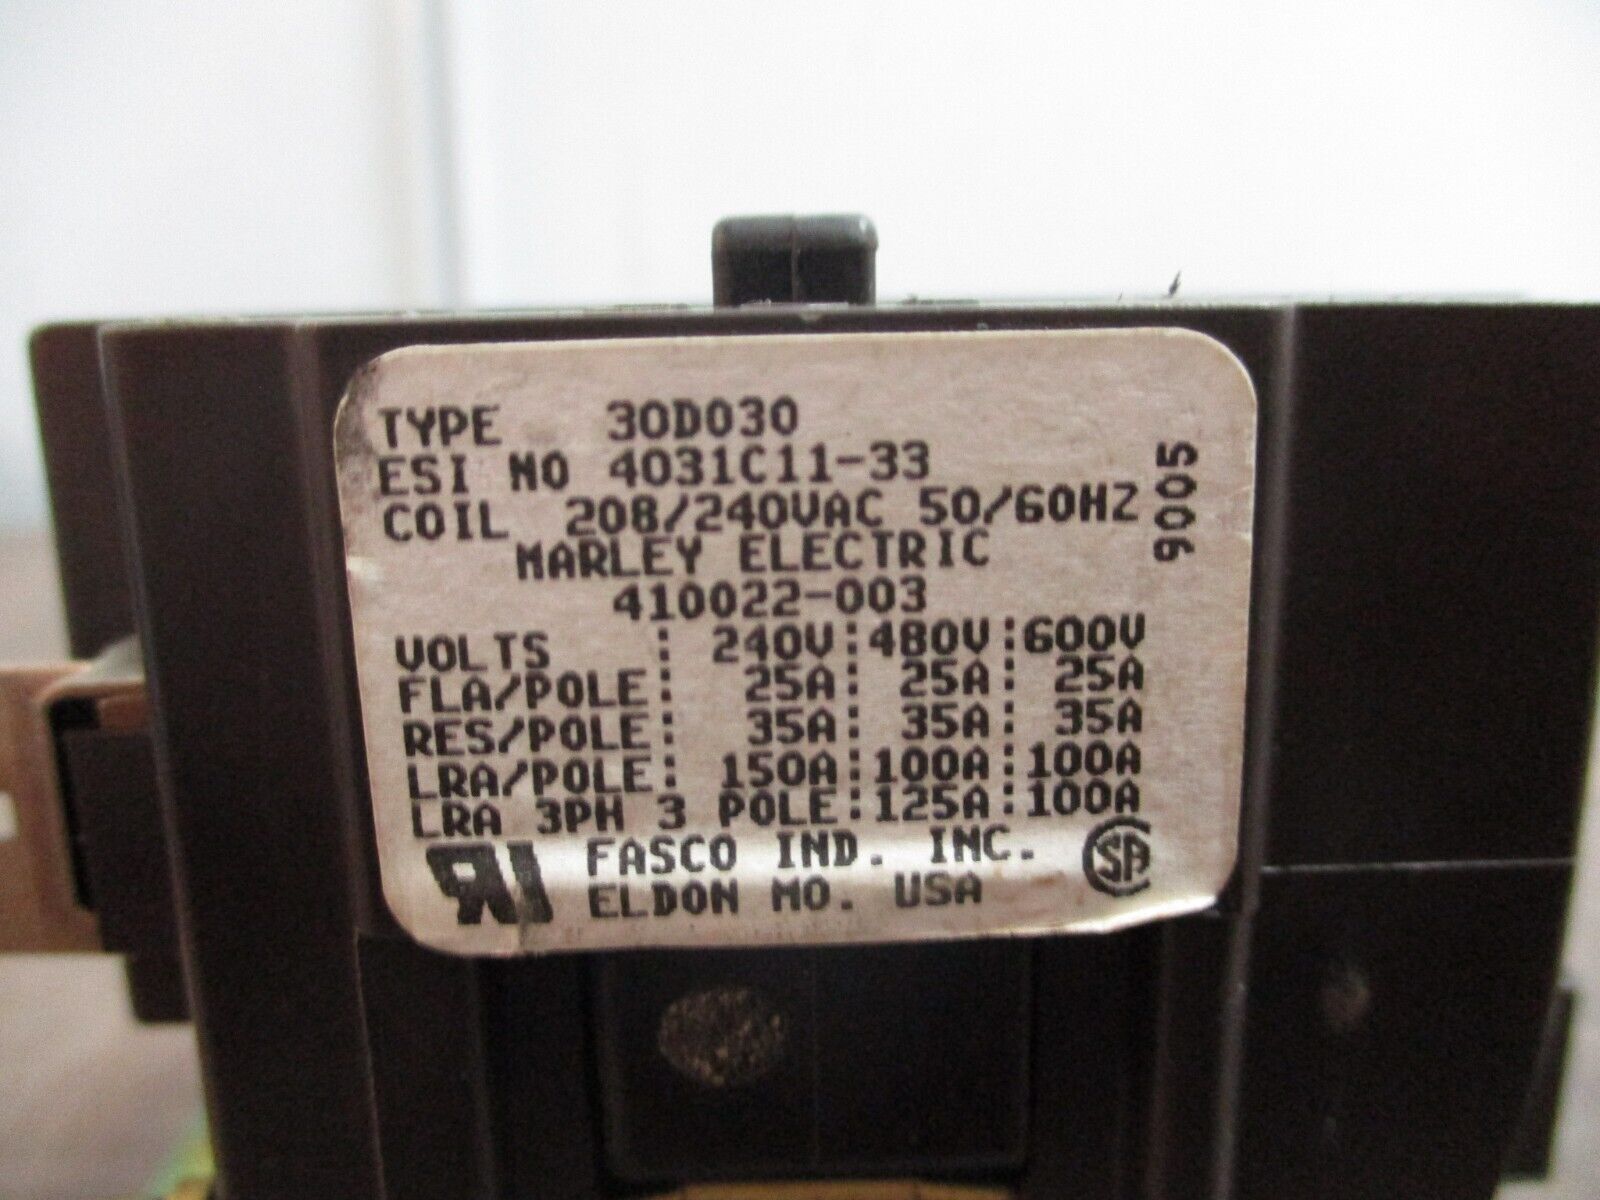 TYPE 30D030
ESI NO 4031C11-33
COIL 208/240VAC 50/60HZ
9005
MARLEY ELECTRIC
410022-003
VOLTS : 240V:480V:600V
FLA/POLE: 25A: 25A: 25A
RES/POLE: 35A: 35A: 35A
LRA/POLE: 150A:100A:100A
LRA 3PH 3 POLE:125A:100A
RU FASCO IND. INC. SA
ELDON MO. USA